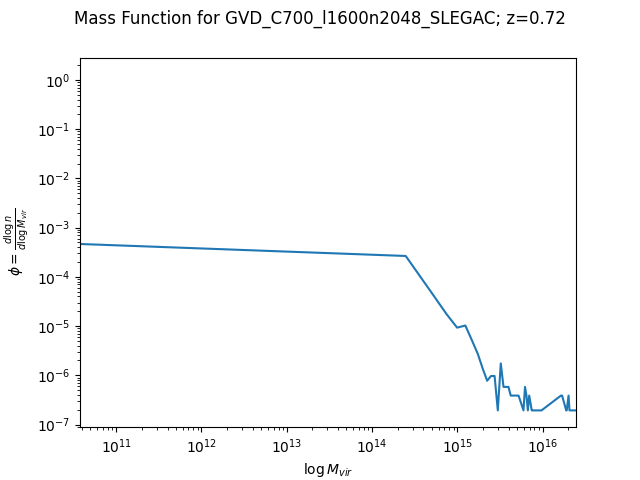 Mass Function for GVD_C700_l1600n2048_SLEGAC; z=0.72
10^0
10^-1
10^-2
10^-3
10^-4
10^-5
10^-6
10^-7
ϕ = d log n / d log M_vir
10^11 10^12 10^13 10^14 10^15 10^16
log M_vir